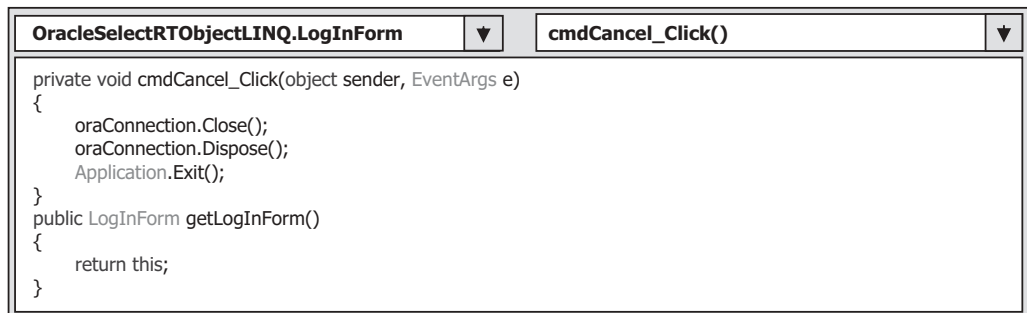 OracleSelectRTObjectLINQ.LogInForm
cmdCancel_Click()
private void cmdCancel_Click(object sender, EventArgs e)
{
oraConnection.Close();
oraConnection.Dispose();
Application.Exit();
}
public LogInForm getLogInForm()
{
return this;
}